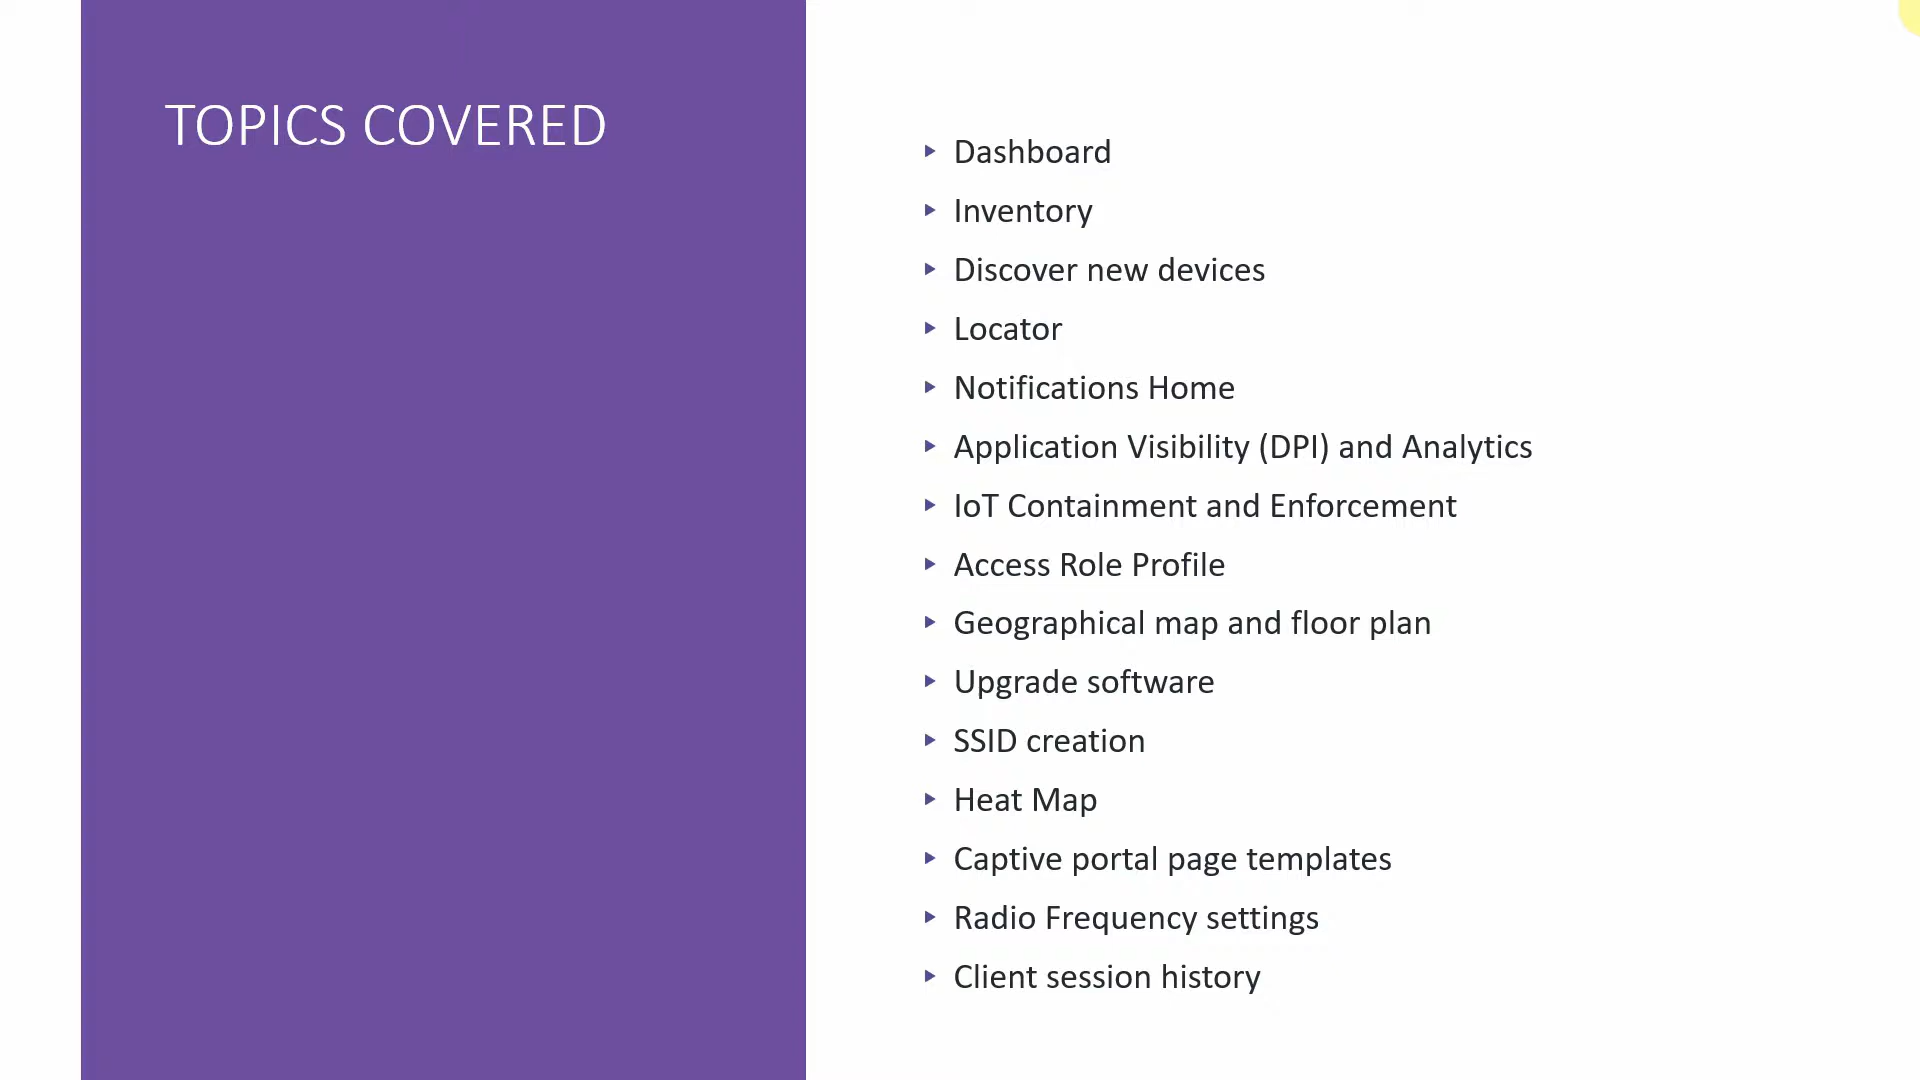 TOPICS COVERED
Dashboard
Inventory
Discover new devices
Locator
Notifications Home
Application Visibility (DPI) and Analytics
IoT Containment and Enforcement
Access Role Profile
Geographical map and floor plan
Upgrade software
SSID creation
Heat Map
Captive portal page templates
Radio Frequency settings
Client session history